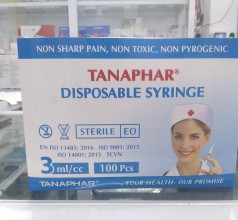 NON SHARP PAIN, NON TOXIC, NON PYROGENIC
TANAPHAR®
DISPOSABLE SYRINGE
STERILE EO
EN ISO 13485: 2016 ISO 9001: 2015
ISO 14001: 2015 TCVN
3ml/cc 100 Pcs
TANAPHAR® YOUR HEALTH, OUR PROMISE